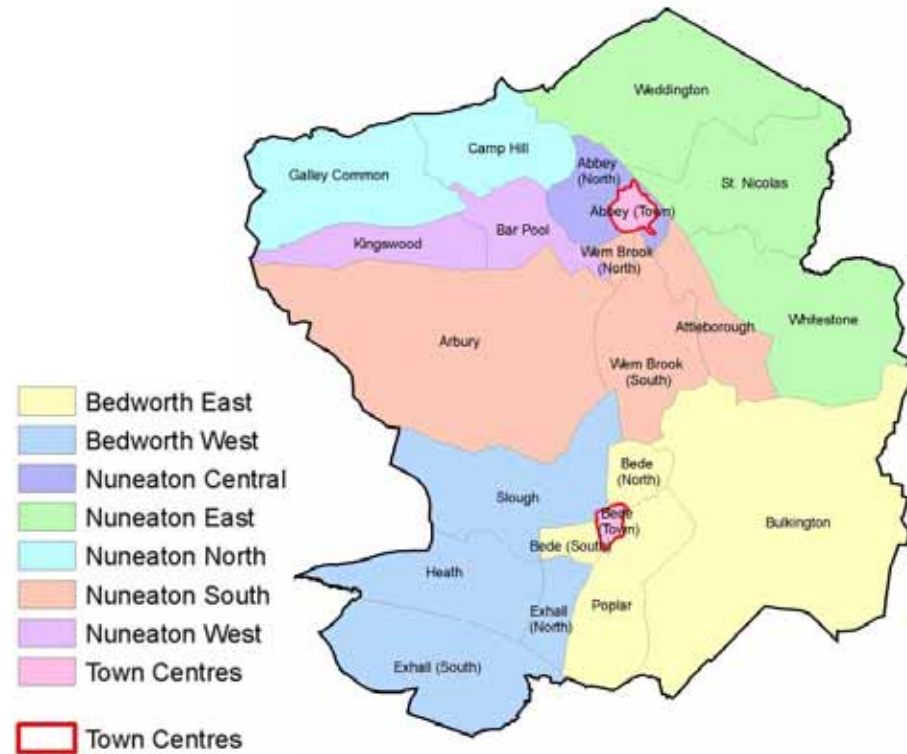 Weddington
Camp Hill
Abbey
(North)
Galley Common
St. Nicolas
Abbey (Town)
Bar Pool
Kingswood
Wem Brook
(North)
Whitestone
Attleborough
Arbury
Wem Brook
(South)
Bedworth East
Bedworth West
Nuneaton Central
Nuneaton East
Nuneaton North
Nuneaton South
Nuneaton West
Town Centres
Town Centres
Bede
(North)
Slough
Bede
(Town)
Bulkington
Bede (South)
Heath
Exhall
(North)
Poplar
Exhall (South)